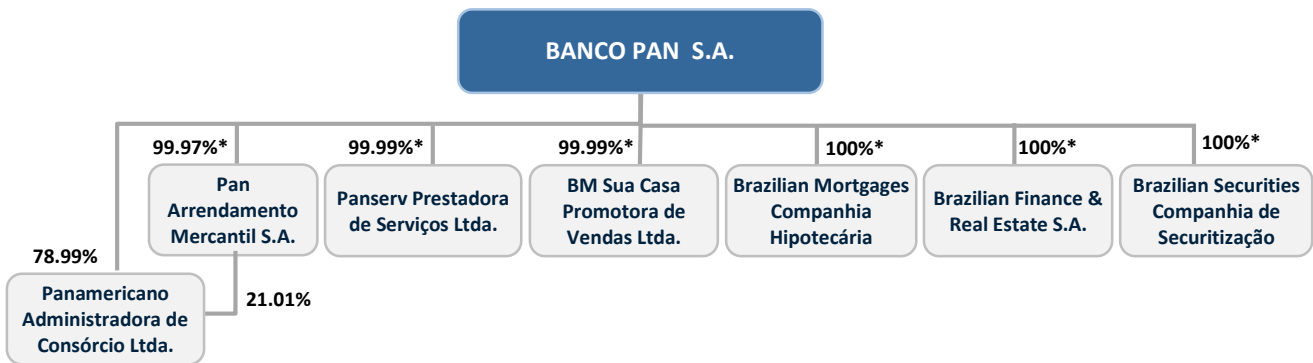 BANCO PAN S.A.
99.97%*
99.99%*
99.99%*
100%*
100%*
100%*
Pan
Arrendamento
Mercantil S.A.
Panserv Prestadora
de Serviços Ltda.
BM Sua Casa
Promotora de
Vendas Ltda.
Brazilian Mortgages
Companhia
Hipotecária
Brazilian Finance &
Real Estate S.A.
Brazilian Securities
Companhia de
Securitização
78.99%
21.01%
Panamericano
Administradora de
Consórcio Ltda.